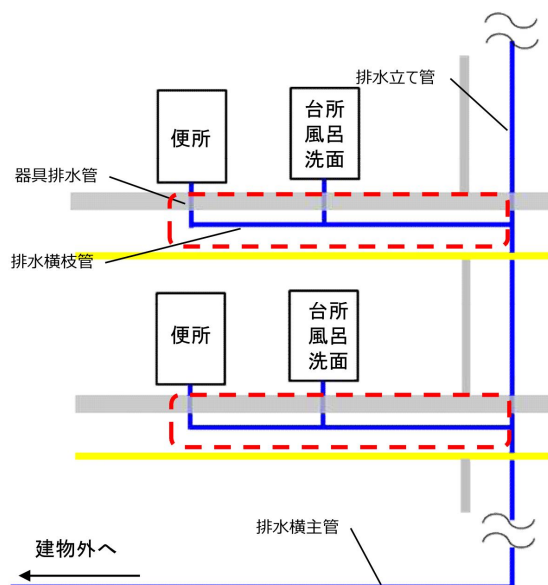 排水立て管
便所
台所
風呂
洗面
器具排水管
排水横枝管
便所
台所
風呂
洗面
排水横主管
建物外へ